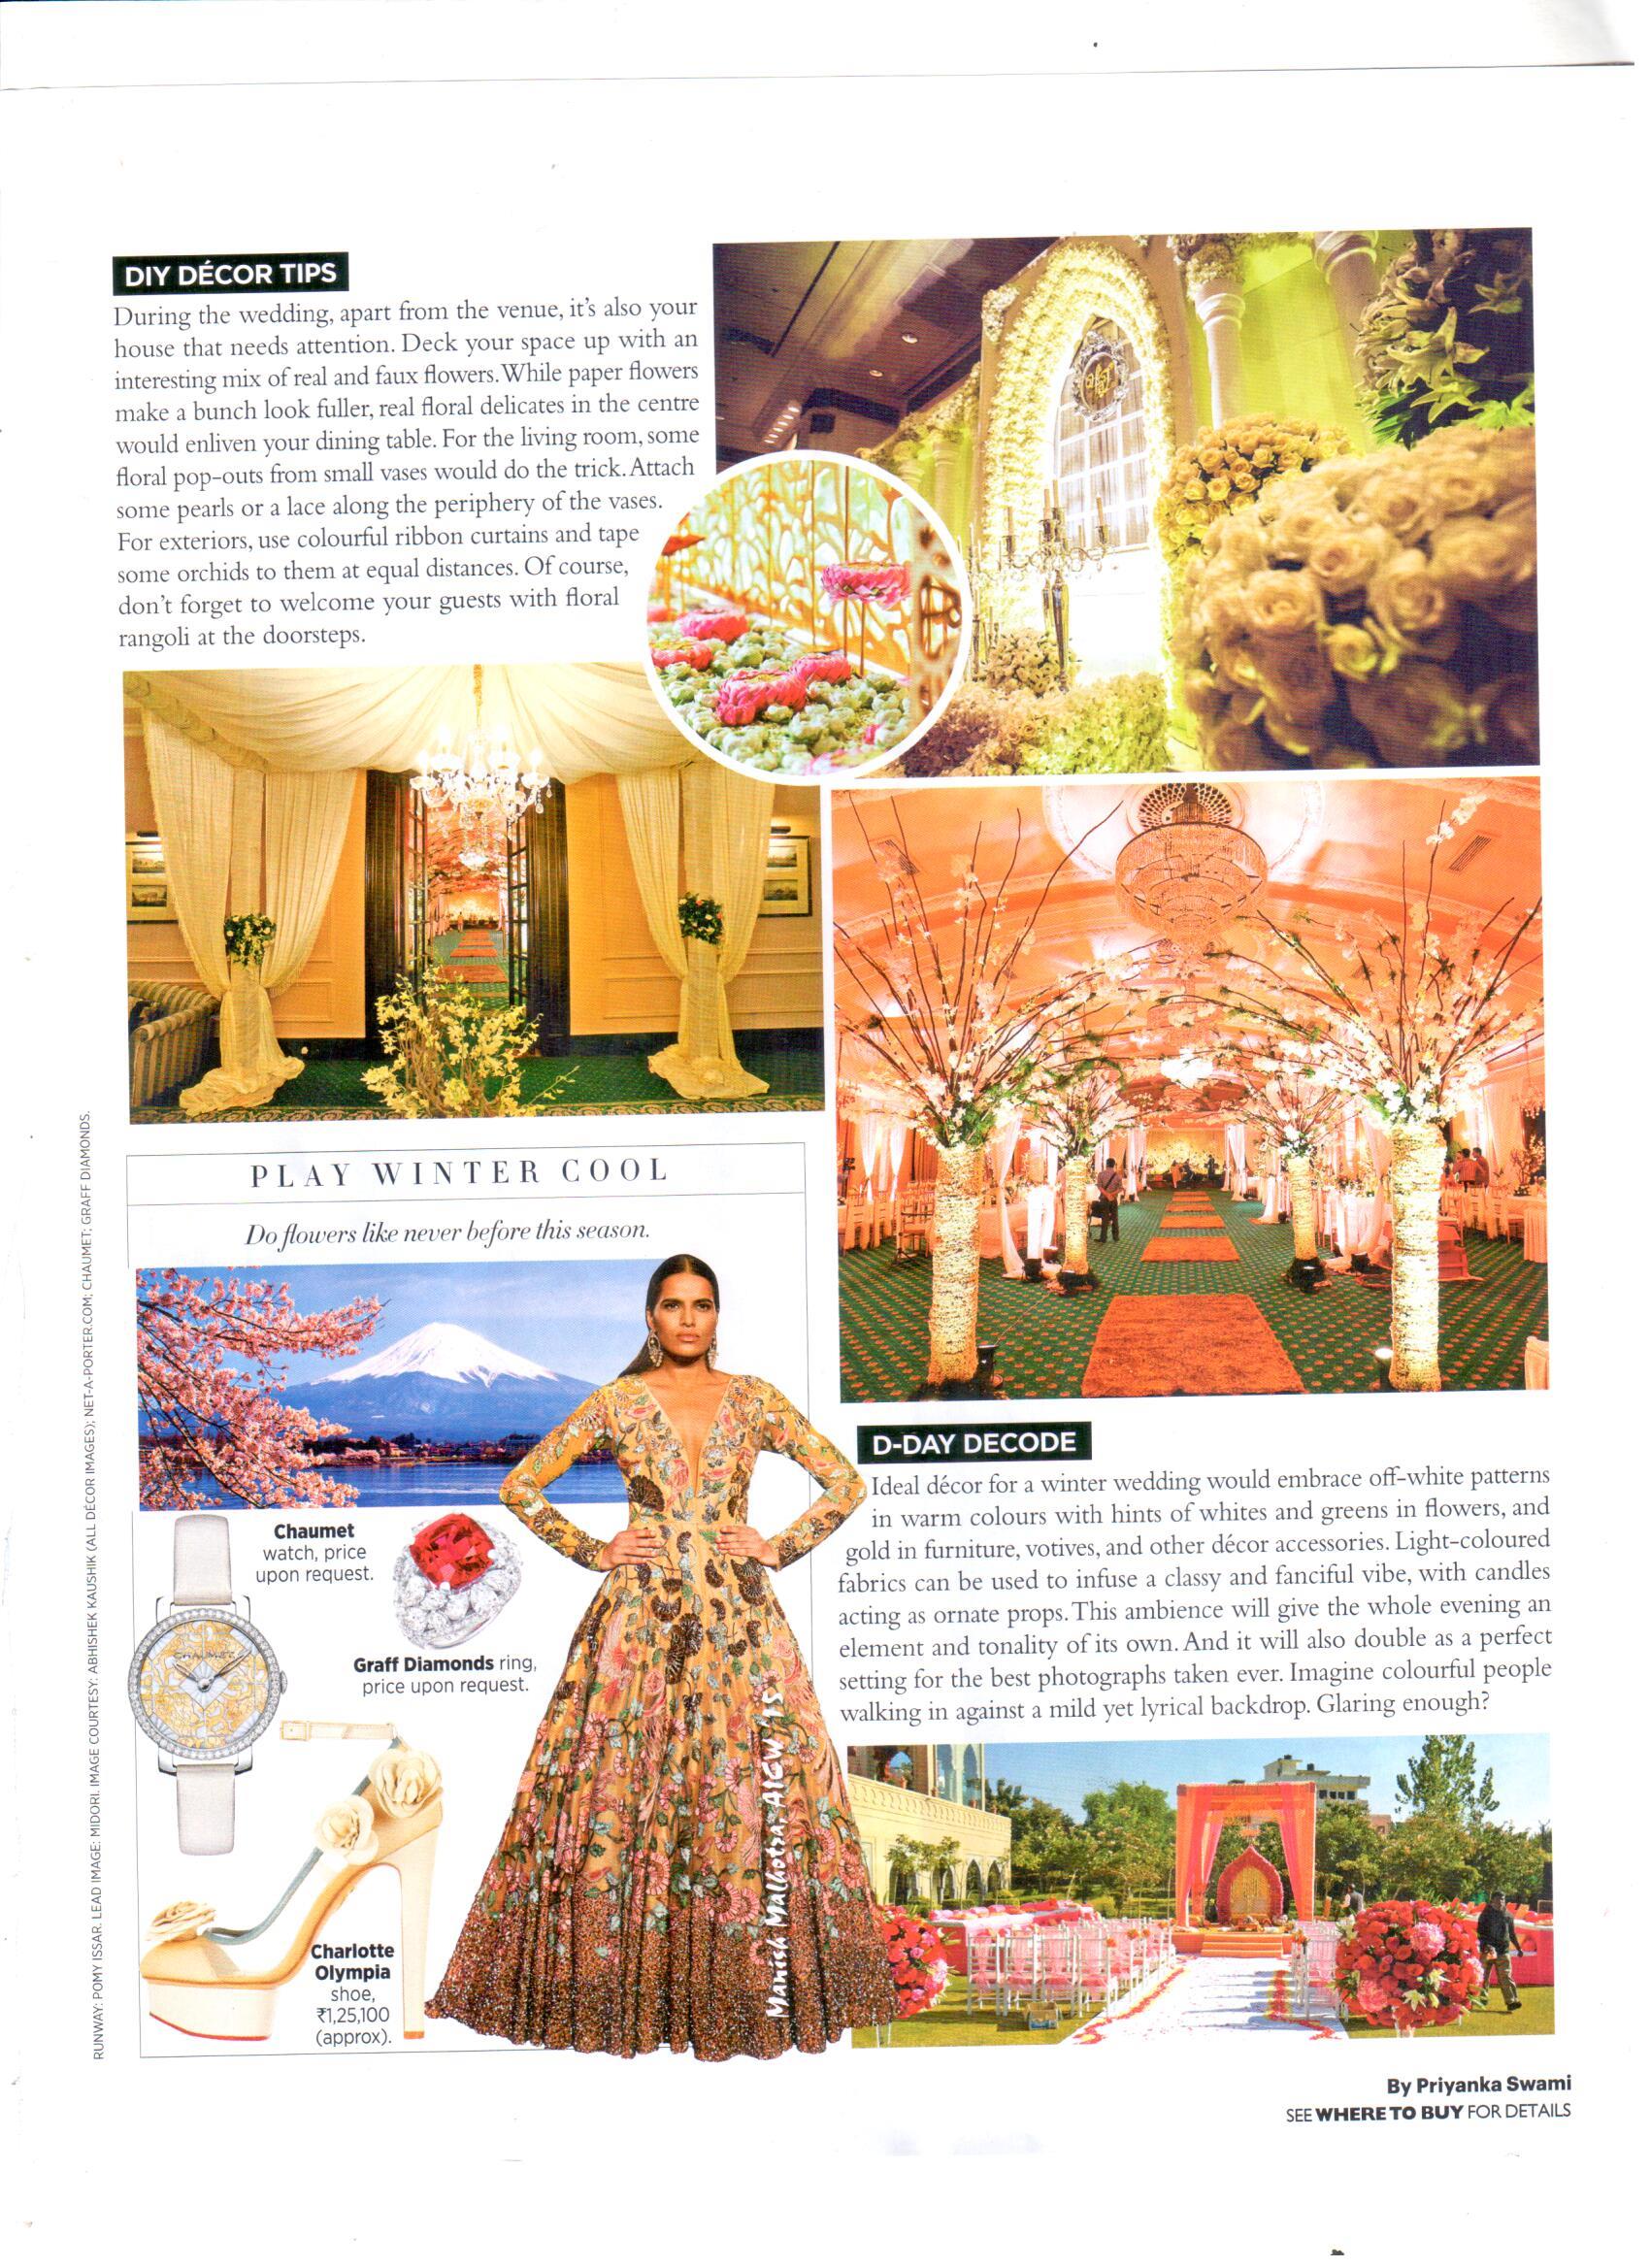 DIY DÉCOR TIPS
During the wedding, apart from the venue, it's also your
house that needs attention. Deck your space up with an
interesting mix of real and faux flowers. While paper flowers
make a bunch look fuller, real floral delicates in the centre
would enliven your dining table. For the living room, some
floral pop-outs from small vases would do the trick. Attach
some pearls or a lace along the periphery of the vases.
For exteriors, use colourful ribbon curtains and tape
some orchids to them at equal distances. Of course,
don't forget to welcome your guests with floral
rangoli at the doorsteps.
PLAY WINTER COOL
Do flowers like never before this season.
Chaumet
watch, price
upon request.
CHAUMET
Graff Diamonds ring,
price upon request.
Charlotte
Olympia
shoe,
₹1,25,100
(approx).
Manish Malhotra, AICW '15
D-DAY DECODE
Ideal décor for a winter wedding would embrace off-white patterns
in warm colours with hints of whites and greens in flowers, and
gold in furniture, votives, and other décor accessories. Light-coloured
fabrics can be used to infuse a classy and fanciful vibe, with candles
acting as ornate props. This ambience will give the whole evening an
element and tonality of its own. And it will also double as a perfect
setting for the best photographs taken ever. Imagine colourful people
walking in against a mild yet lyrical backdrop. Glaring enough?
By Priyanka Swami
SEE WHERE TO BUY FOR DETAILS
RUNWAY: POMY ISSAR. LEAD IMAGE: MIDORI. IMAGE COURTESY: ABHISHEK KAUSHIK (ALL DÉCOR IMAGES); NET-A-PORTER.COM; CHAUMET; GRAFF DIAMONDS.